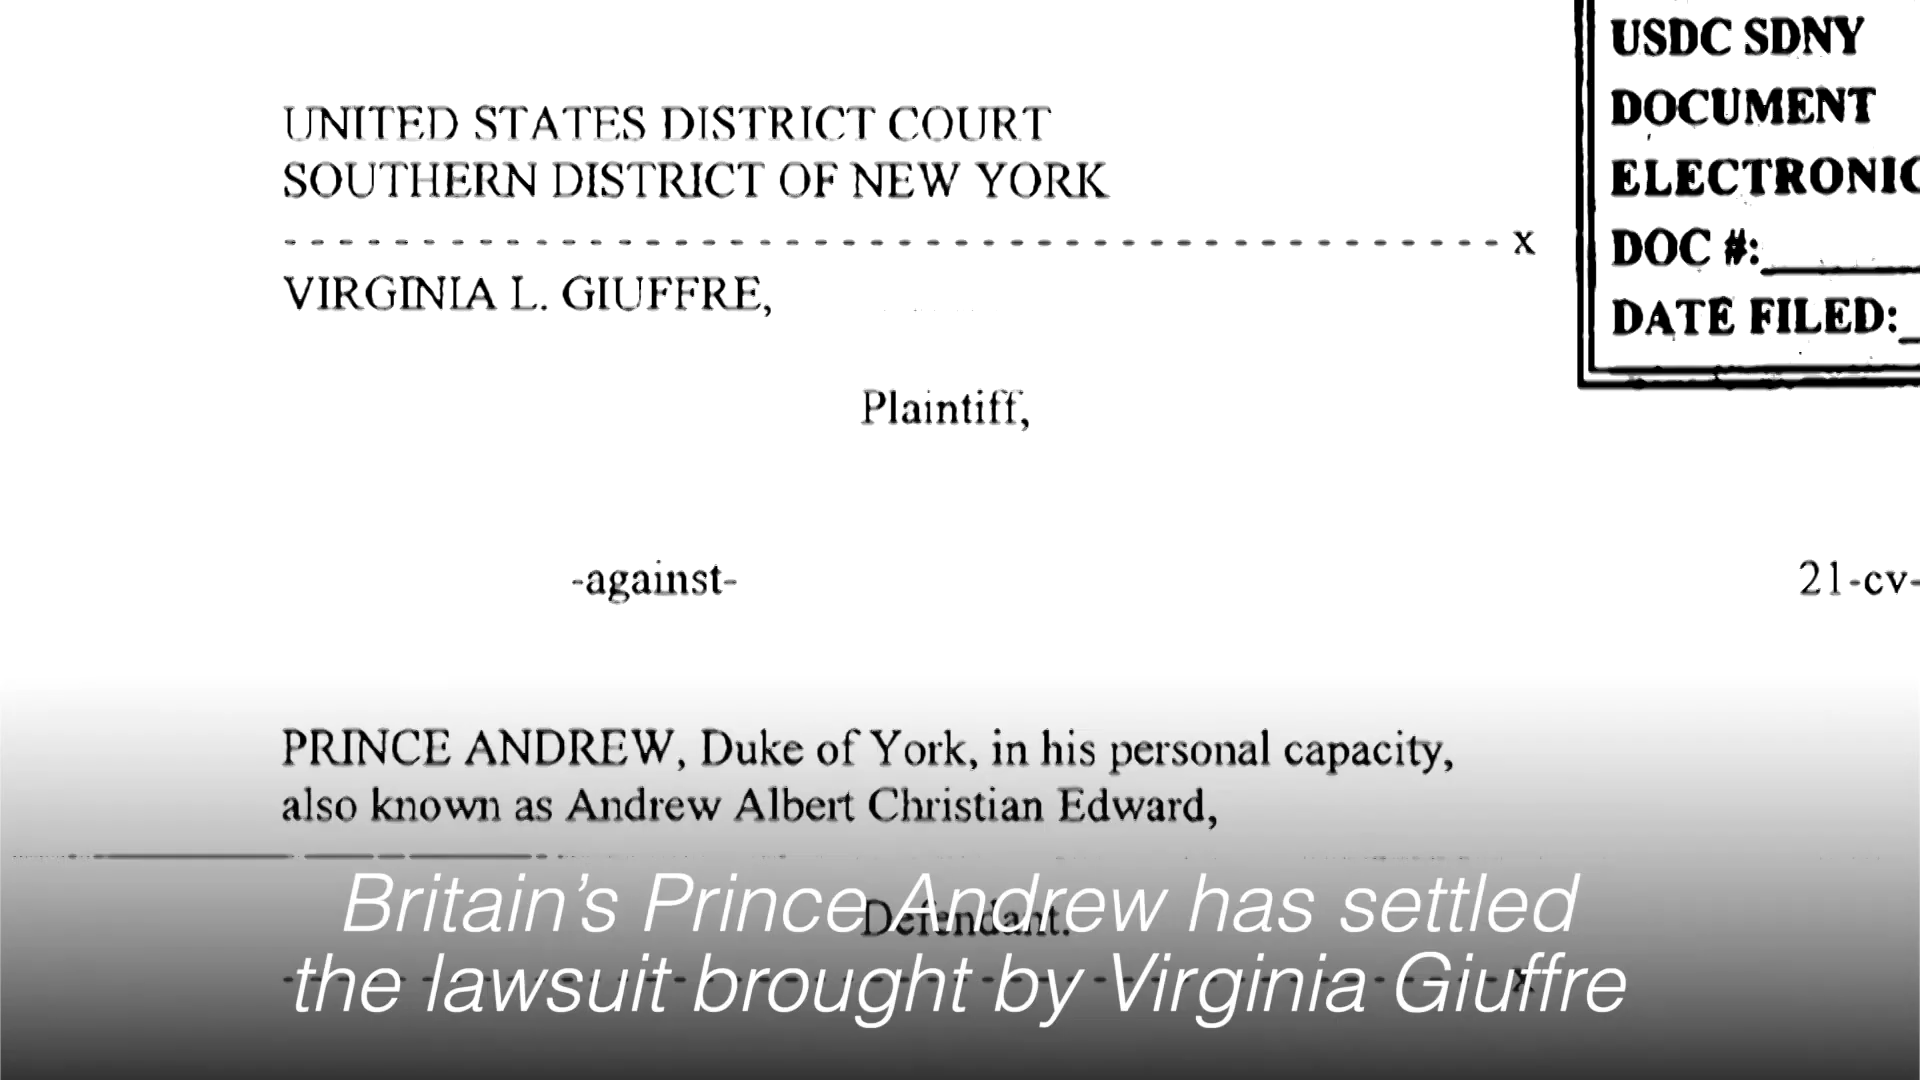 USDC SDNY
DOCUMENT
ELECTRONIC
DOC #:
DATE FILED:
UNITED STATES DISTRICT COURT
SOUTHERN DISTRICT OF NEW YORK
- - - - - - - - - - - - - - - - - - - - - - - - - - - - - - - - - - - - - - - - - - - - x
VIRGINIA L. GIUFFRE,
Plaintiff,
-against-
21-cv-
PRINCE ANDREW, Duke of York, in his personal capacity,
also known as Andrew Albert Christian Edward,
Defendant.
- - - - - - - - - - - - - - - - - - - - - - - - - - - - - - - - - - - - - - - - - - - - x
Britain’s Prince Andrew has settled
the lawsuit brought by Virginia Giuffre